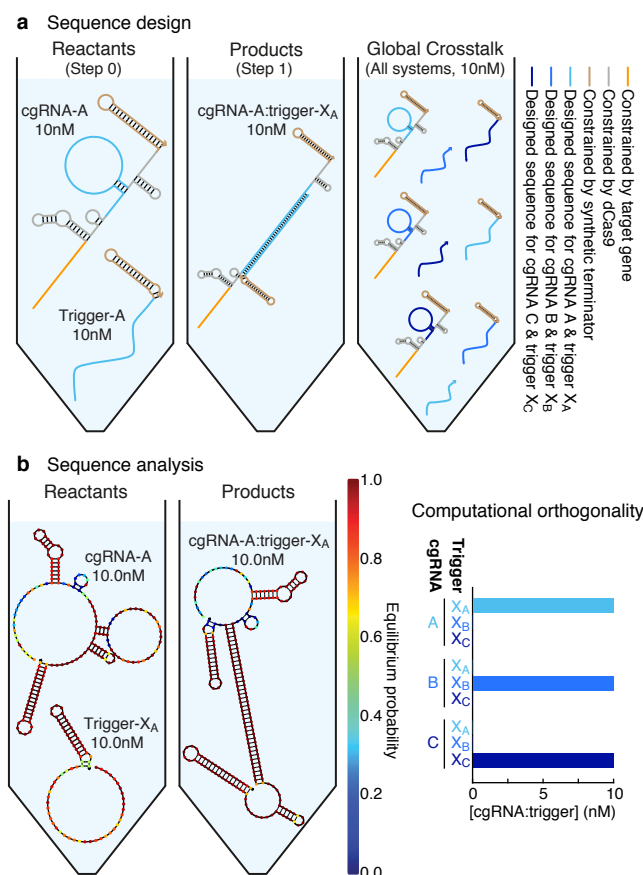 a Sequence design
Reactants
(Step 0)
cgRNA-A
10nM
Trigger-A
10nM
Products
(Step 1)
cgRNA-A:trigger-XA
10nM
Global Crosstalk
(All systems, 10nM)
Constrained by target gene
Constrained by dCas9
Constrained by synthetic terminator
Designed sequence for cgRNA A & trigger XA
Designed sequence for cgRNA B & trigger XB
Designed sequence for cgRNA C & trigger XC
b Sequence analysis
Reactants
cgRNA-A
10.0nM
Trigger-XA
10.0nM
Products
cgRNA-A:trigger-XA
10.0nM
1.0
0.8
0.6
0.4
0.2
0.0
Equilibrium probability
Computational orthogonality
cgRNA
Trigger
A
XA
XB
XC
B
XA
XB
XC
C
XA
XB
XC
0 5 10
[cgRNA:trigger] (nM)